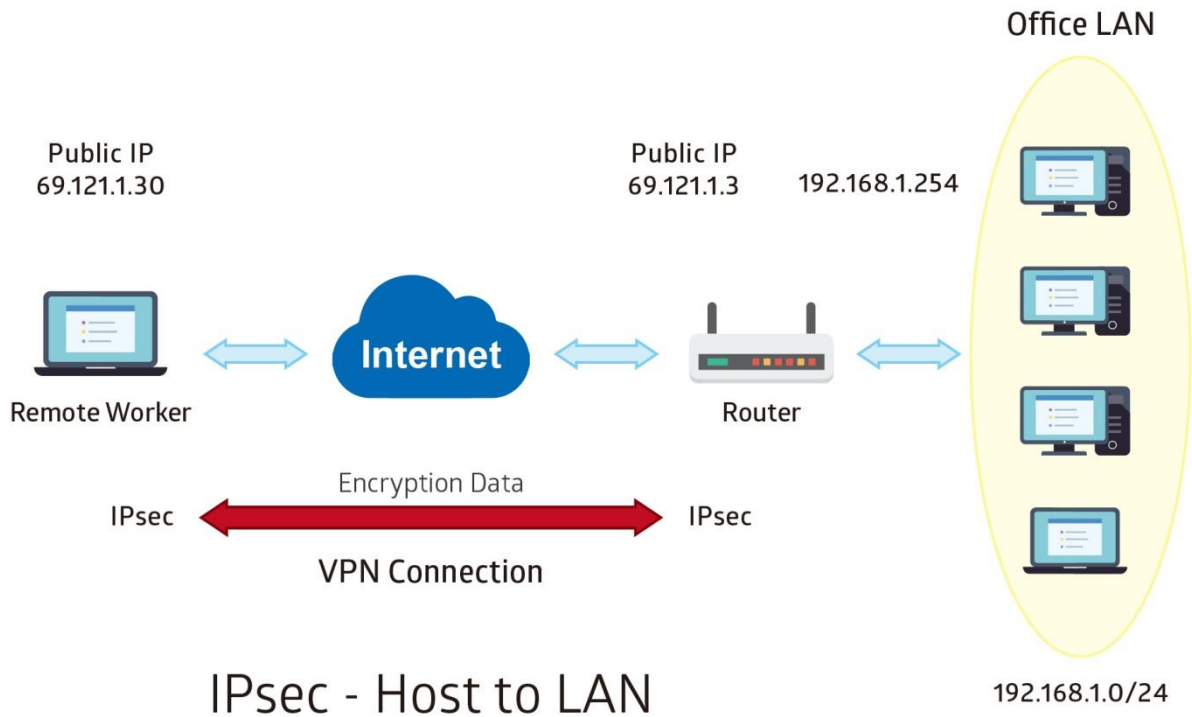 Office LAN
Public IP
69.121.1.30
Public IP
69.121.1.3
192.168.1.254
Internet
Remote Worker
Router
Encryption Data
IPsec
IPsec
VPN Connection
IPsec - Host to LAN
192.168.1.0/24